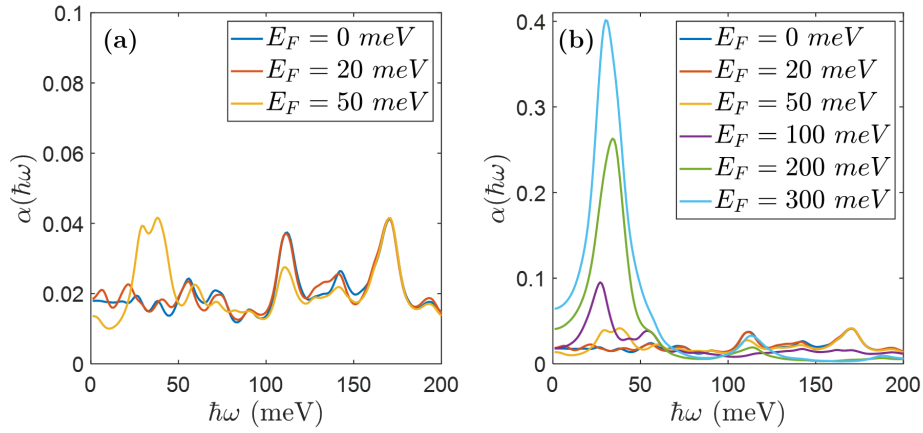 (a)
E_F = 0 meV
E_F = 20 meV
E_F = 50 meV
0.1
0.08
0.06
0.04
0.02
0
α(ħω)
0 50 100 150 200
ħω (meV)
(b)
E_F = 0 meV
E_F = 20 meV
E_F = 50 meV
E_F = 100 meV
E_F = 200 meV
E_F = 300 meV
0.4
0.3
0.2
0.1
0
α(ħω)
0 50 100 150 200
ħω (meV)